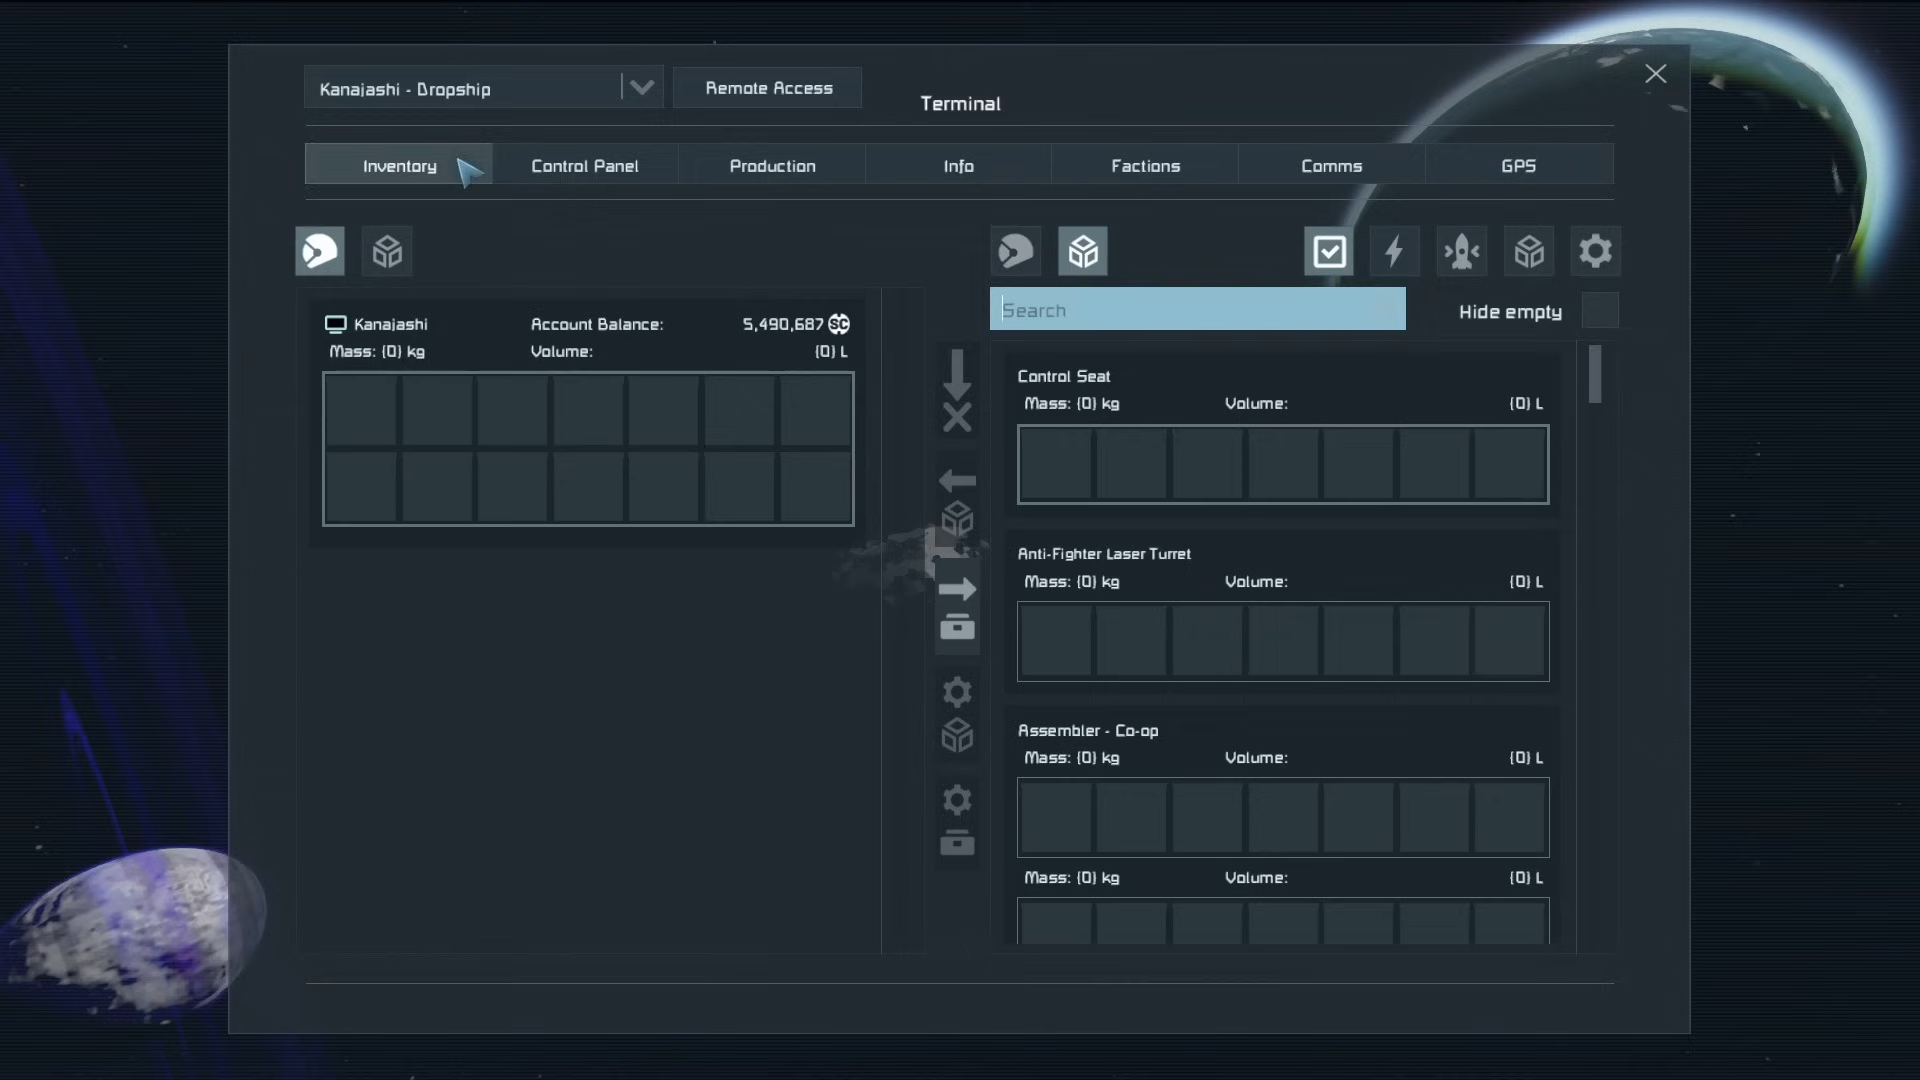 Kanajashi - Dropship
Remote Access
Terminal
Inventory
Control Panel
Production
Info
Factions
Comms
GPS
Search
Hide empty
Kanajashi
Account Balance:
5,490,687 SC
Mass: (0) kg
Volume:
(0) L
Control Seat
Mass: (0) kg
Volume:
(0) L
Anti-Fighter Laser Turret
Mass: (0) kg
Volume:
(0) L
Assembler - Co-op
Mass: (0) kg
Volume:
(0) L
Mass: (0) kg
Volume:
(0) L